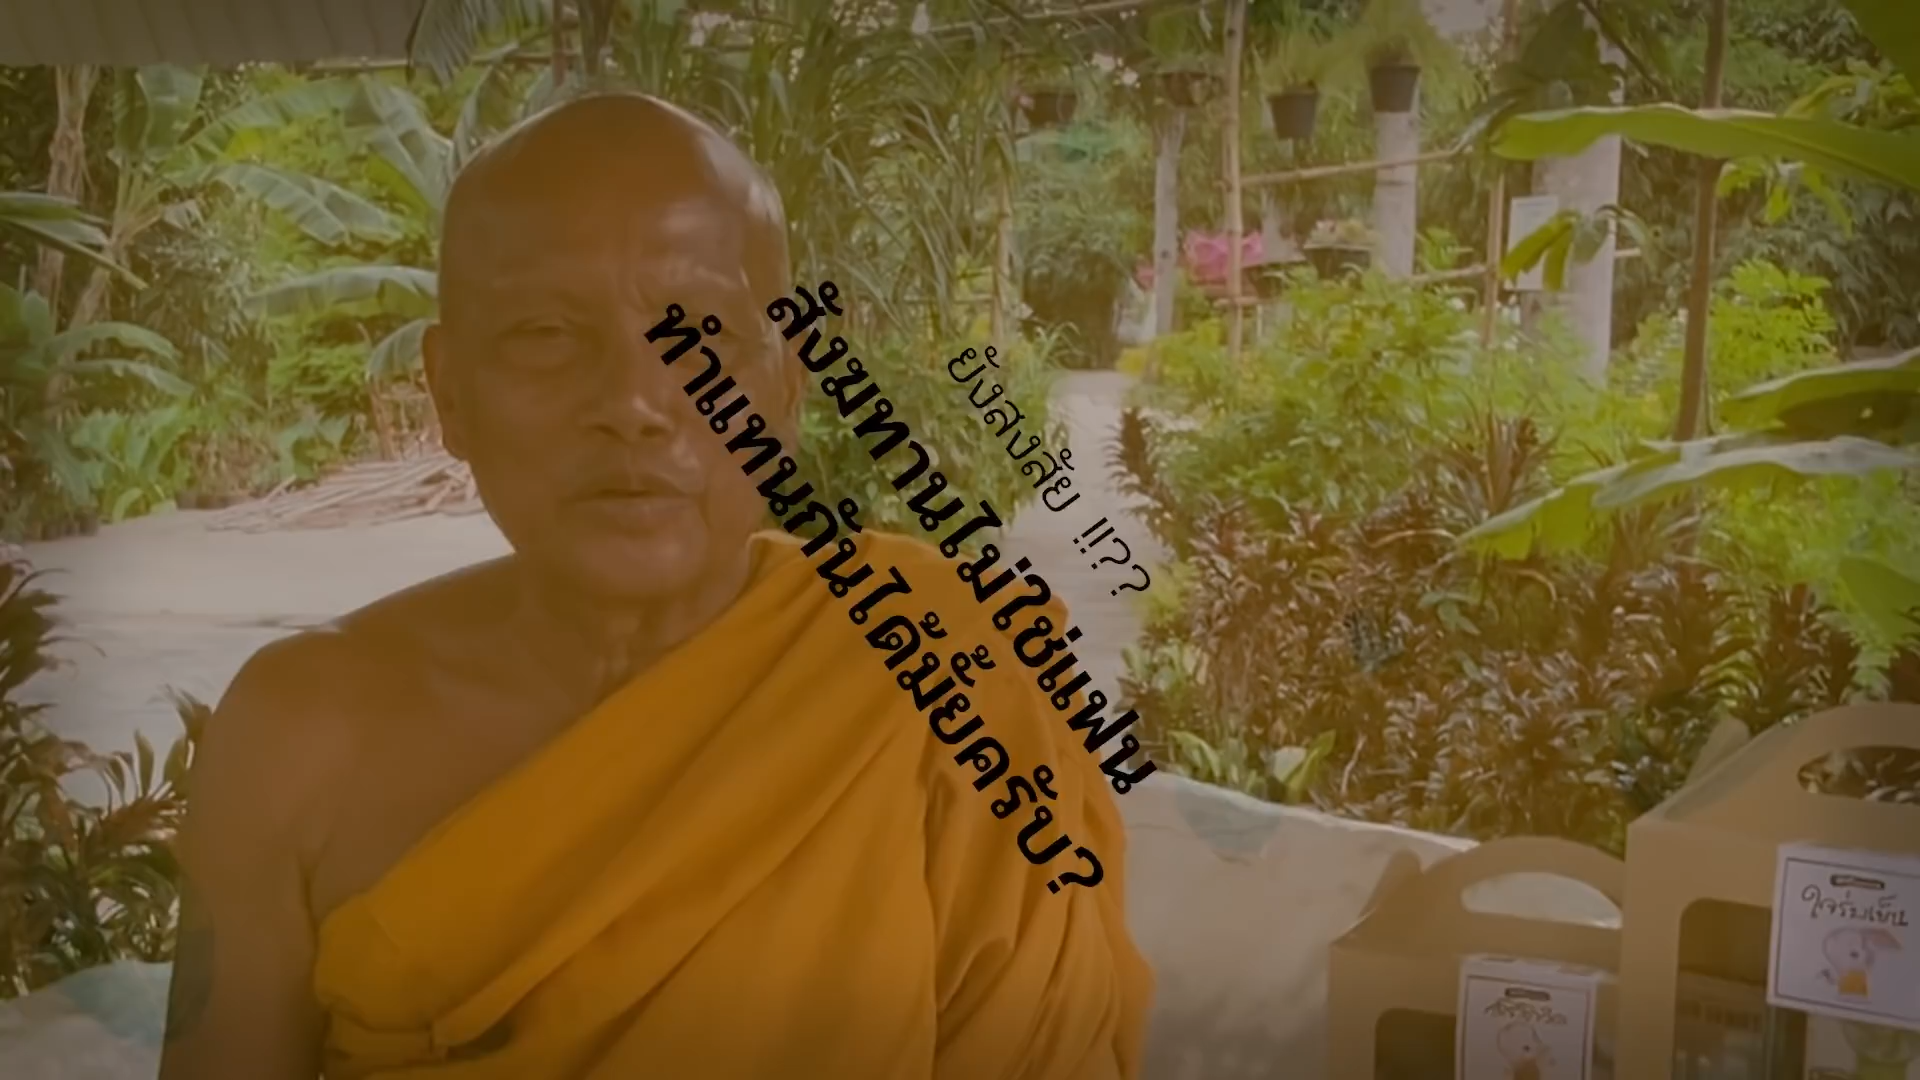 ยังสงสัย !!??
สังฆทานไม่ใช่แฟน
ทำแทนกันได้มั้ยครับ?
ใจร่มเย็น